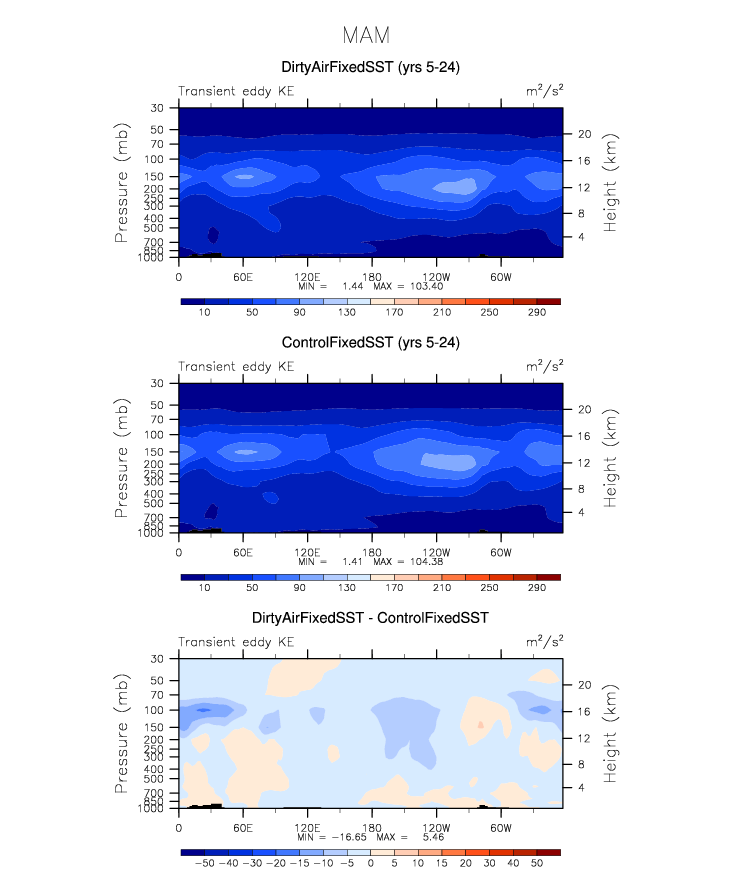 MAM
DirtyAirFixedSST (yrs 5-24)
Transient eddy KE m²/s²
Pressure (mb)
30
50
70
100
150
200
250
300
400
500
700
850
1000
20
16
12
8
4
Height (km)
0 60E 120E 180 120W 60W
MIN = 1.44 MAX = 103.40
10 50 90 130 170 210 250 290
ControlFixedSST (yrs 5-24)
Transient eddy KE m²/s²
Pressure (mb)
30
50
70
100
150
200
250
300
400
500
700
850
1000
20
16
12
8
4
Height (km)
0 60E 120E 180 120W 60W
MIN = 1.41 MAX = 104.38
10 50 90 130 170 210 250 290
DirtyAirFixedSST - ControlFixedSST
Transient eddy KE m²/s²
Pressure (mb)
30
50
70
100
150
200
250
300
400
500
700
850
1000
20
16
12
8
4
Height (km)
0 60E 120E 180 120W 60W
MIN = -16.65 MAX = 5.46
-50 -40 -30 -20 -15 -10 -5 0 5 10 15 20 30 40 50